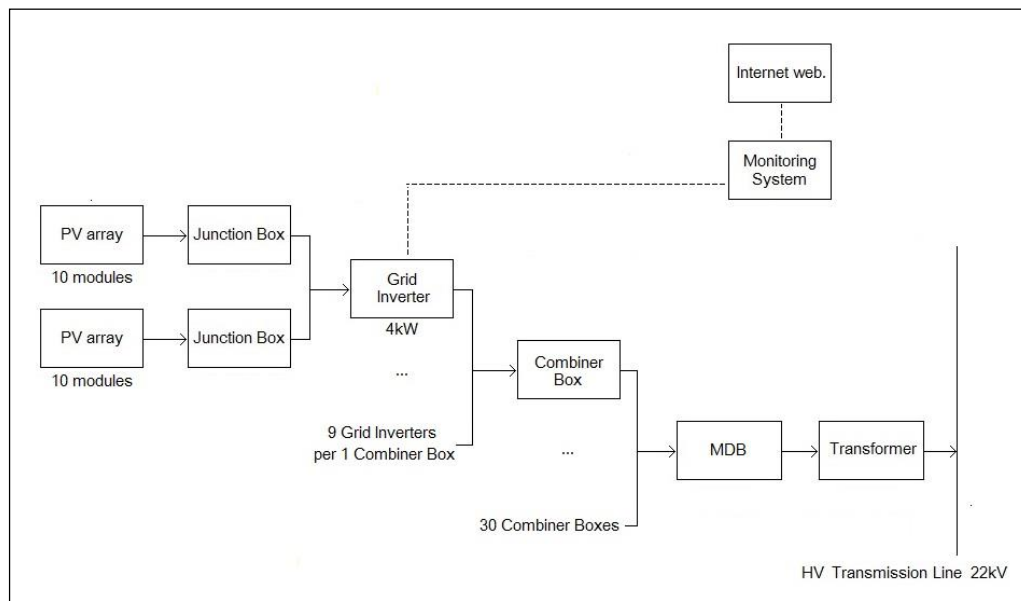 Internet web.
Monitoring
System
PV array
Junction Box
10 modules
Grid
Inverter
4kW
PV array
Junction Box
10 modules
...
Combiner
Box
9 Grid Inverters
per 1 Combiner Box
...
MDB
Transformer
30 Combiner Boxes
HV Transmission Line 22kV